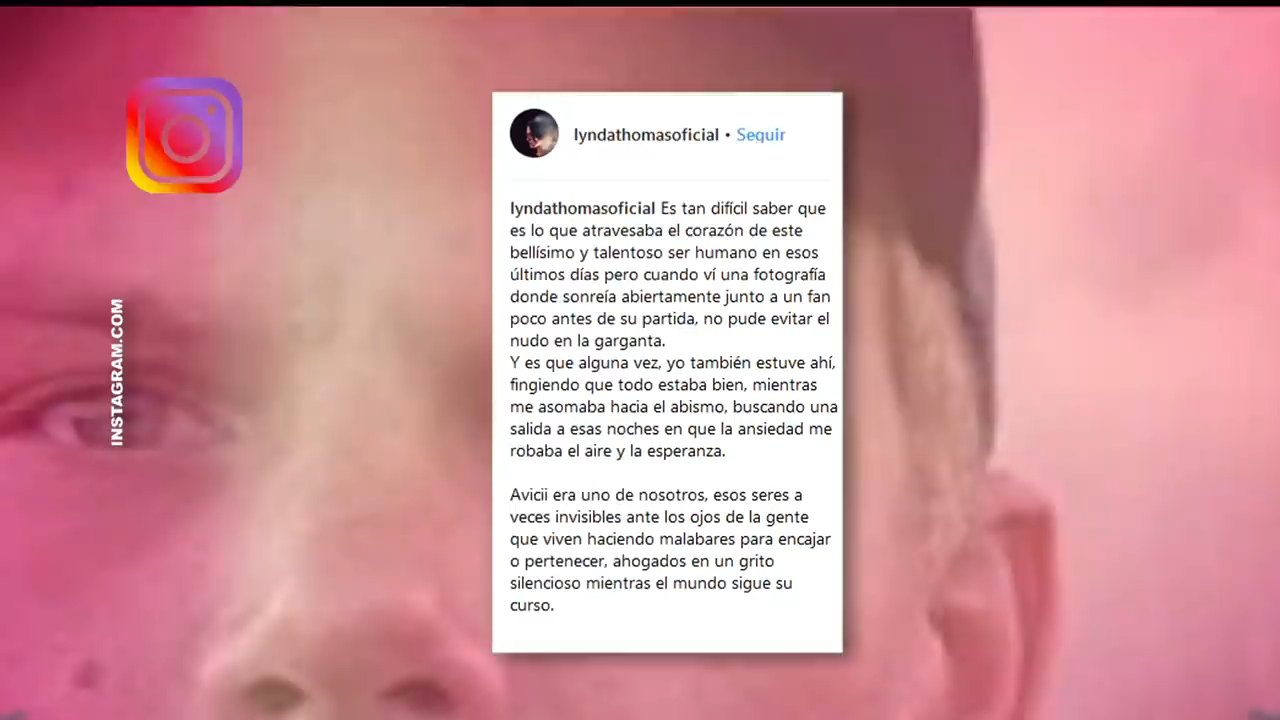 INSTAGRAM.COM
lyndathomasoficial • Seguir
lyndathomasoficial Es tan difícil saber que
es lo que atravesaba el corazón de este
bellísimo y talentoso ser humano en esos
últimos días pero cuando ví una fotografía
donde sonreía abiertamente junto a un fan
poco antes de su partida, no pude evitar el
nudo en la garganta.
Y es que alguna vez, yo también estuve ahí,
fingiendo que todo estaba bien, mientras
me asomaba hacia el abismo, buscando una
salida a esas noches en que la ansiedad me
robaba el aire y la esperanza.
Avicii era uno de nosotros, esos seres a
veces invisibles ante los ojos de la gente
que viven haciendo malabares para encajar
o pertenecer, ahogados en un grito
silencioso mientras el mundo sigue su
curso.